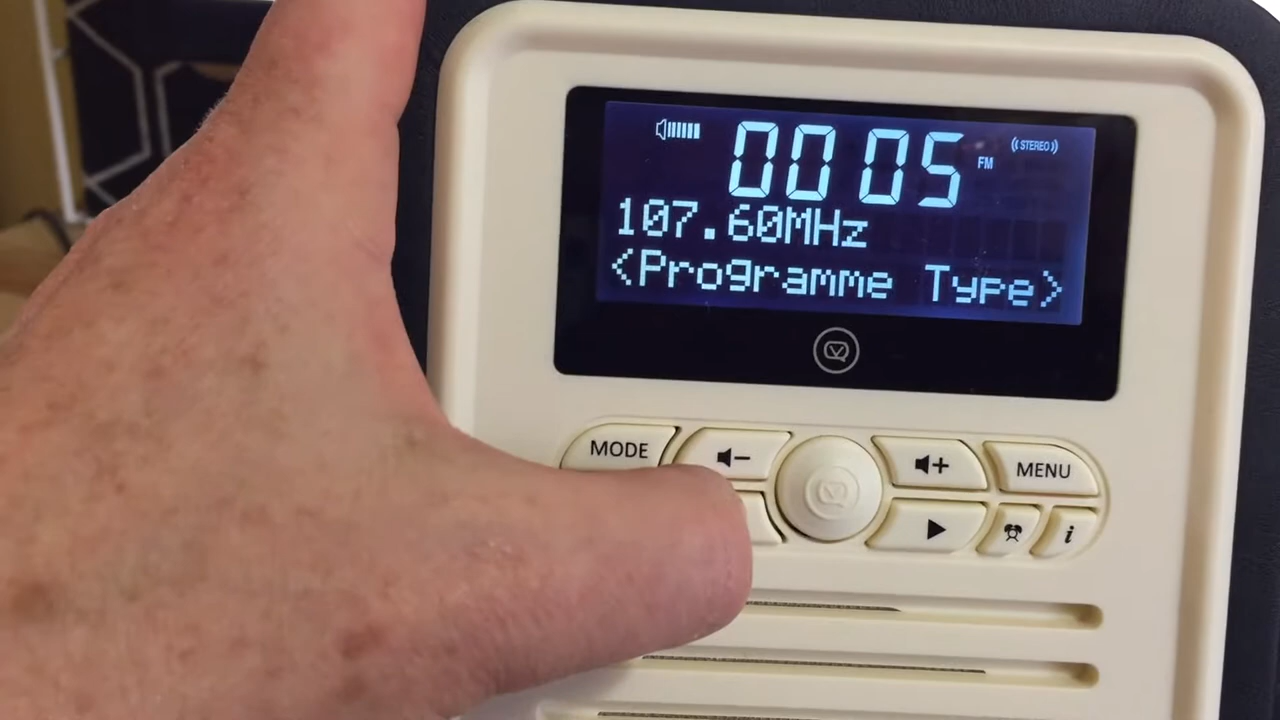 00 05
FM
((STEREO))
107.60MHz
<Programme Type>
MODE
MENU
i